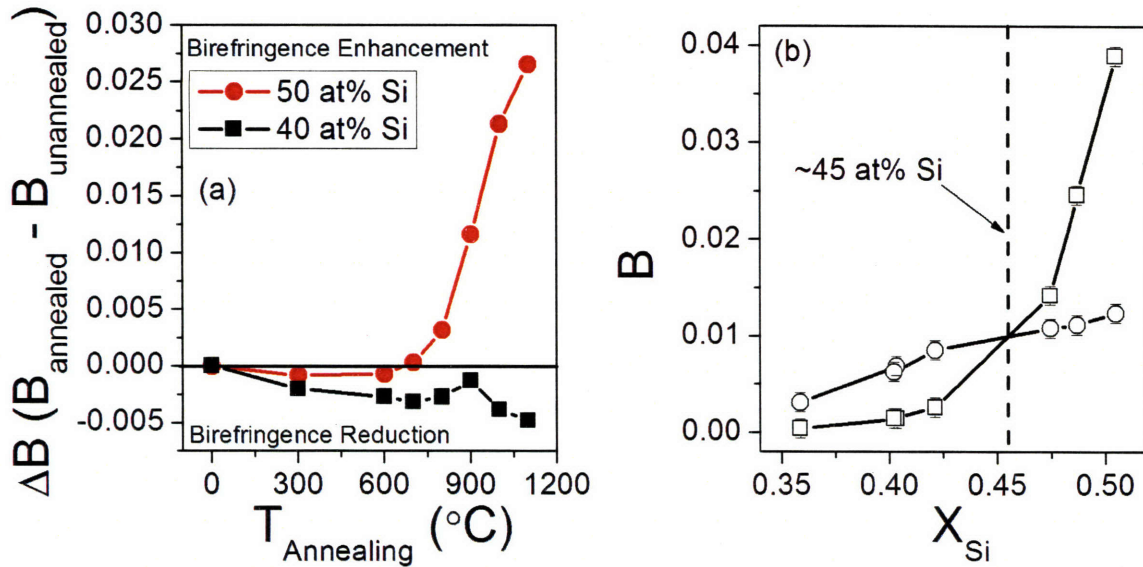 ΔB (B annealed - B unannealed)
0.030
0.025
0.020
0.015
0.010
0.005
0.000
-0.005
Birefringence Enhancement
50 at% Si
40 at% Si
(a)
Birefringence Reduction
0 300 600 900 1200
T Annealing (°C)
B
0.04
0.03
0.02
0.01
0.00
(b)
~45 at% Si
0.35 0.40 0.45 0.50
X Si